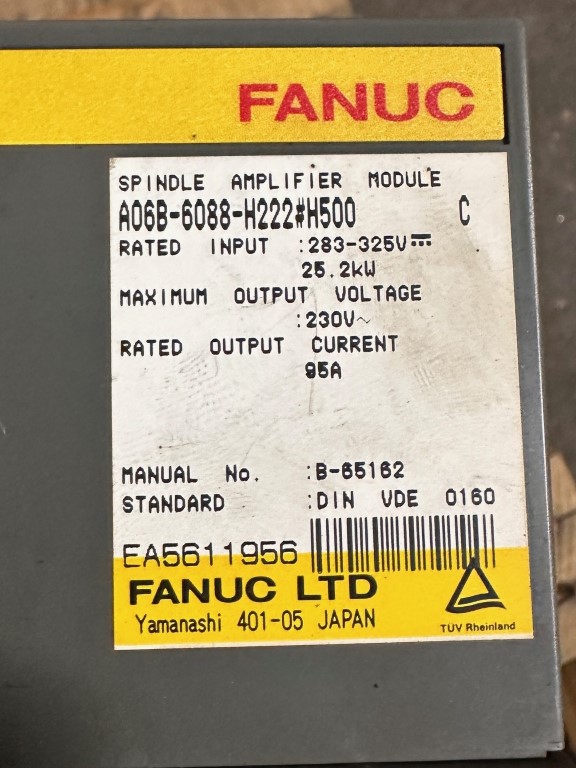 FANUC
SPINDLE AMPLIFIER MODULE
A06B-6088-H222#H500 C
RATED INPUT :283-325V⎓
25.2kW
MAXIMUM OUTPUT VOLTAGE
:230V~
RATED OUTPUT CURRENT
95A
MANUAL No. :B-65162
STANDARD :DIN VDE 0160
EA5611956
FANUC LTD
Yamanashi 401-05 JAPAN
TÜV Rheinland